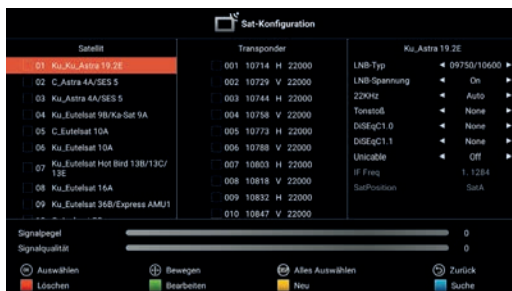 Sat-Konfiguration
Satellit
01 Ku_Ku_Astra 19.2E
02 C_Astra 4A/SES 5
03 Ku_Astra 4A/SES 5
04 Ku_Eutelsat 9B/Ka-Sat 9A
05 C_Eutelsat 10A
06 Ku_Eutelsat 10A
07 Ku_Eutelsat Hot Bird 13B/13C/
13E
08 Ku_Eutelsat 16A
09 Ku_Eutelsat 36B/Express AMU1
Transponder
001 10714 H 22000
002 10729 V 22000
003 10744 H 22000
004 10758 V 22000
005 10773 H 22000
006 10788 V 22000
007 10803 H 22000
008 10818 V 22000
009 10832 H 22000
010 10847 V 22000
Ku_Astra 19.2E
LNB-Typ 09750/10600
LNB-Spannung On
22KHz Auto
Tonstoß None
DiSEqC1.0 None
DiSEqC1.1 None
Unicable Off
IF Freq 1. 1284
SatPosition SatA
Signalpegel 0
Signalqualität 0
OK Auswählen
Bewegen
Alles Auswählen
Zurück
Löschen
Bearbeiten
Neu
Suche